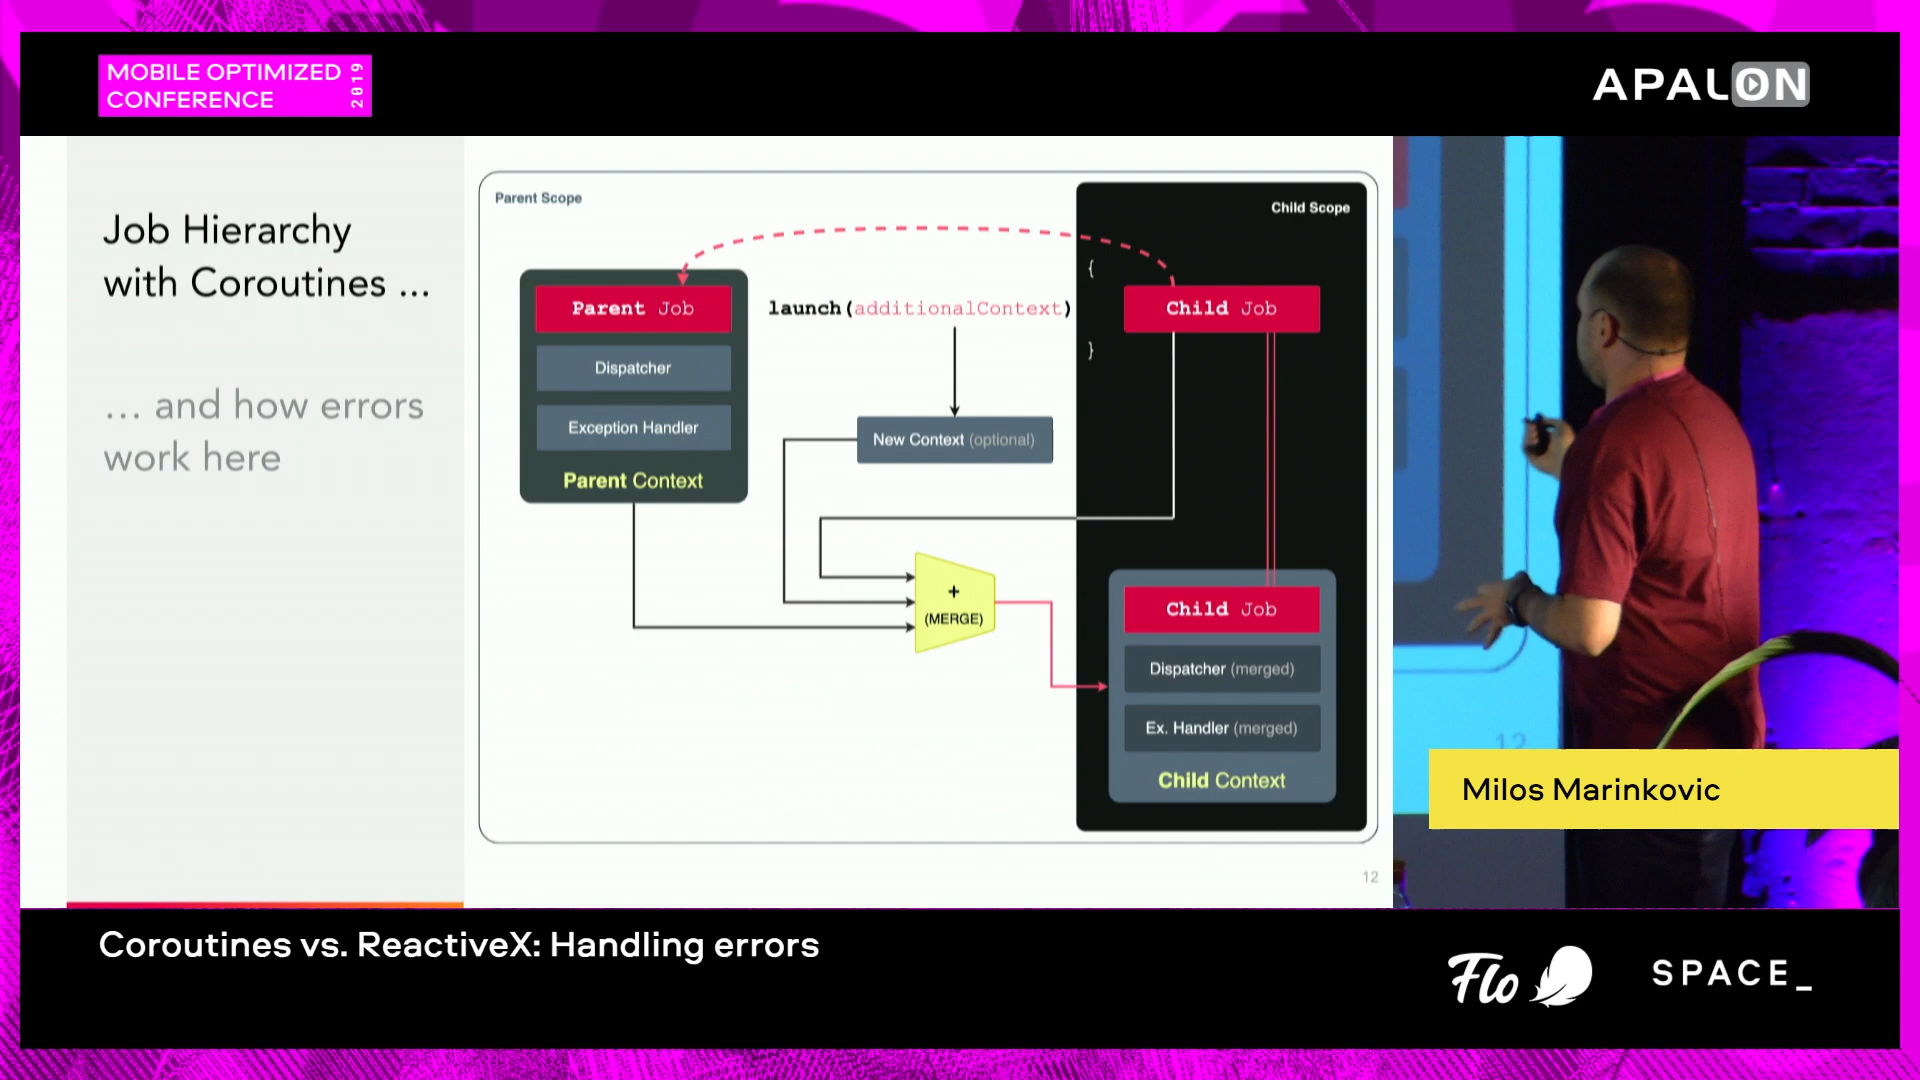 MOBILE OPTIMIZED
CONFERENCE
2019
APALON
Job Hierarchy
with Coroutines ...
... and how errors
work here
Parent Scope
Child Scope
Parent Job
Dispatcher
Exception Handler
Parent Context
launch(additionalContext)
{
}
Child Job
New Context (optional)
+
(MERGE)
Child Job
Dispatcher (merged)
Ex. Handler (merged)
Child Context
12
12
Milos Marinkovic
Coroutines vs. ReactiveX: Handling errors
Flo
SPACE_